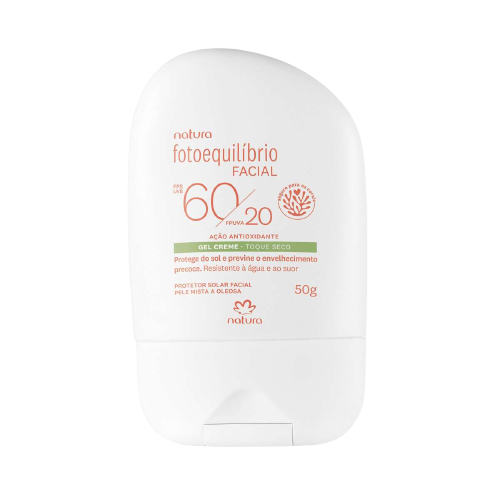 natura
fotoequilíbrio
FACIAL
FPS UVB 60/20 FPUVA
AÇÃO ANTIOXIDANTE
GEL CREME - TOQUE SECO
Protege do sol e previne o envelhecimento
precoce. Resistente à água e ao suor
PROTETOR SOLAR FACIAL
PELE MISTA A OLEOSA
50g
natura